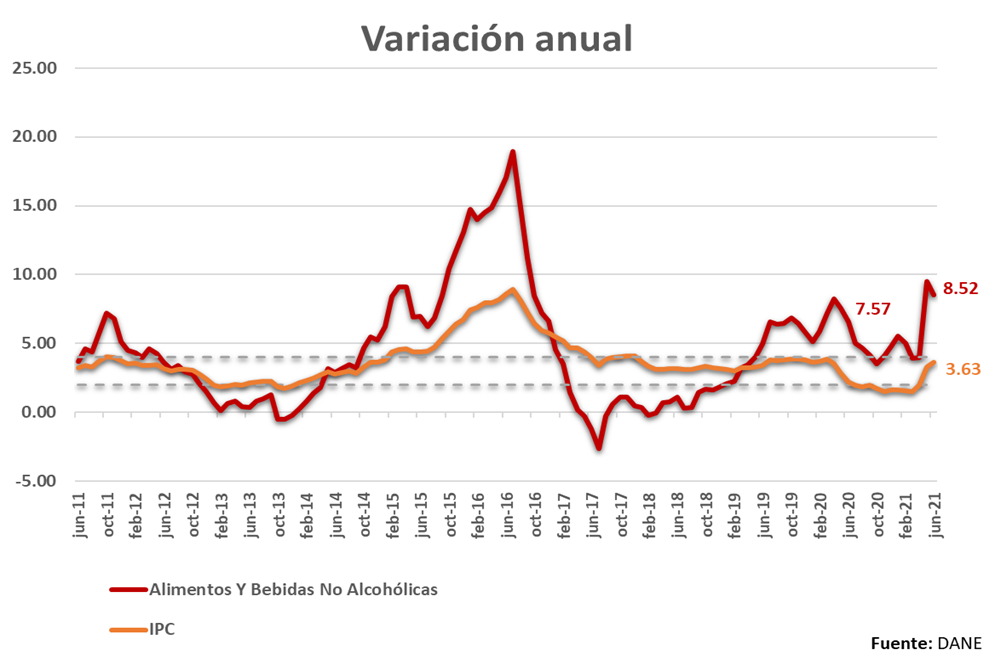 Variación anual
25.00
20.00
15.00
10.00
5.00
0.00
-5.00
7.57
8.52
3.63
jun-11
oct-11
feb-12
jun-12
oct-12
feb-13
jun-13
oct-13
feb-14
jun-14
oct-14
feb-15
jun-15
oct-15
feb-16
jun-16
oct-16
feb-17
jun-17
oct-17
feb-18
jun-18
oct-18
feb-19
jun-19
oct-19
feb-20
jun-20
oct-20
feb-21
jun-21
Alimentos Y Bebidas No Alcohólicas
IPC
Fuente: DANE